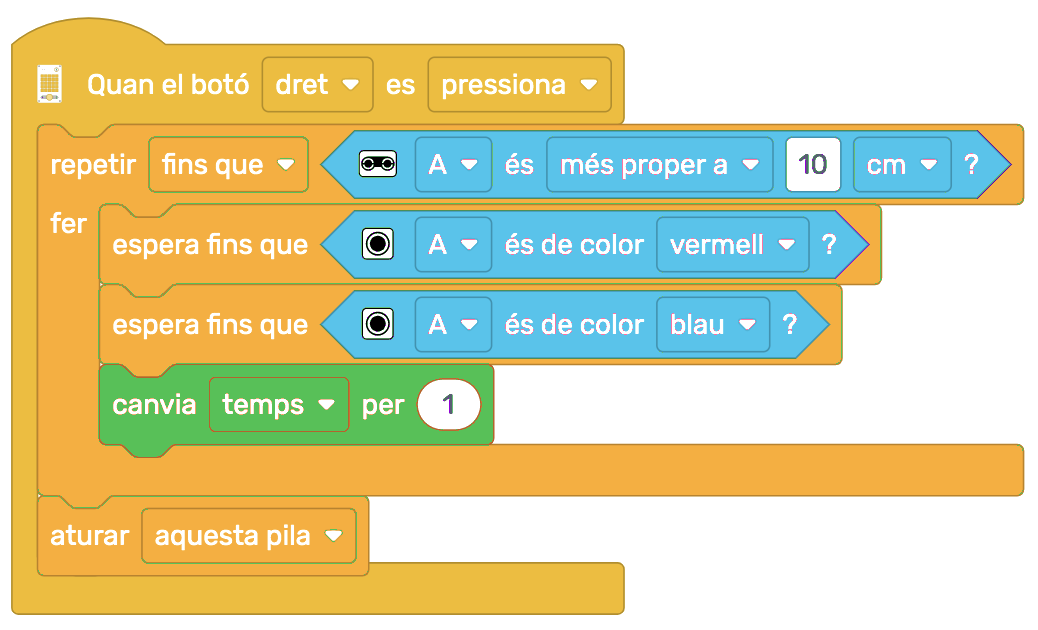 Quan el botó dret es pressiona
repetir fins que A és més proper a 10 cm ?
fer
espera fins que A és de color vermell ?
espera fins que A és de color blau ?
canvia temps per 1
aturar aquesta pila